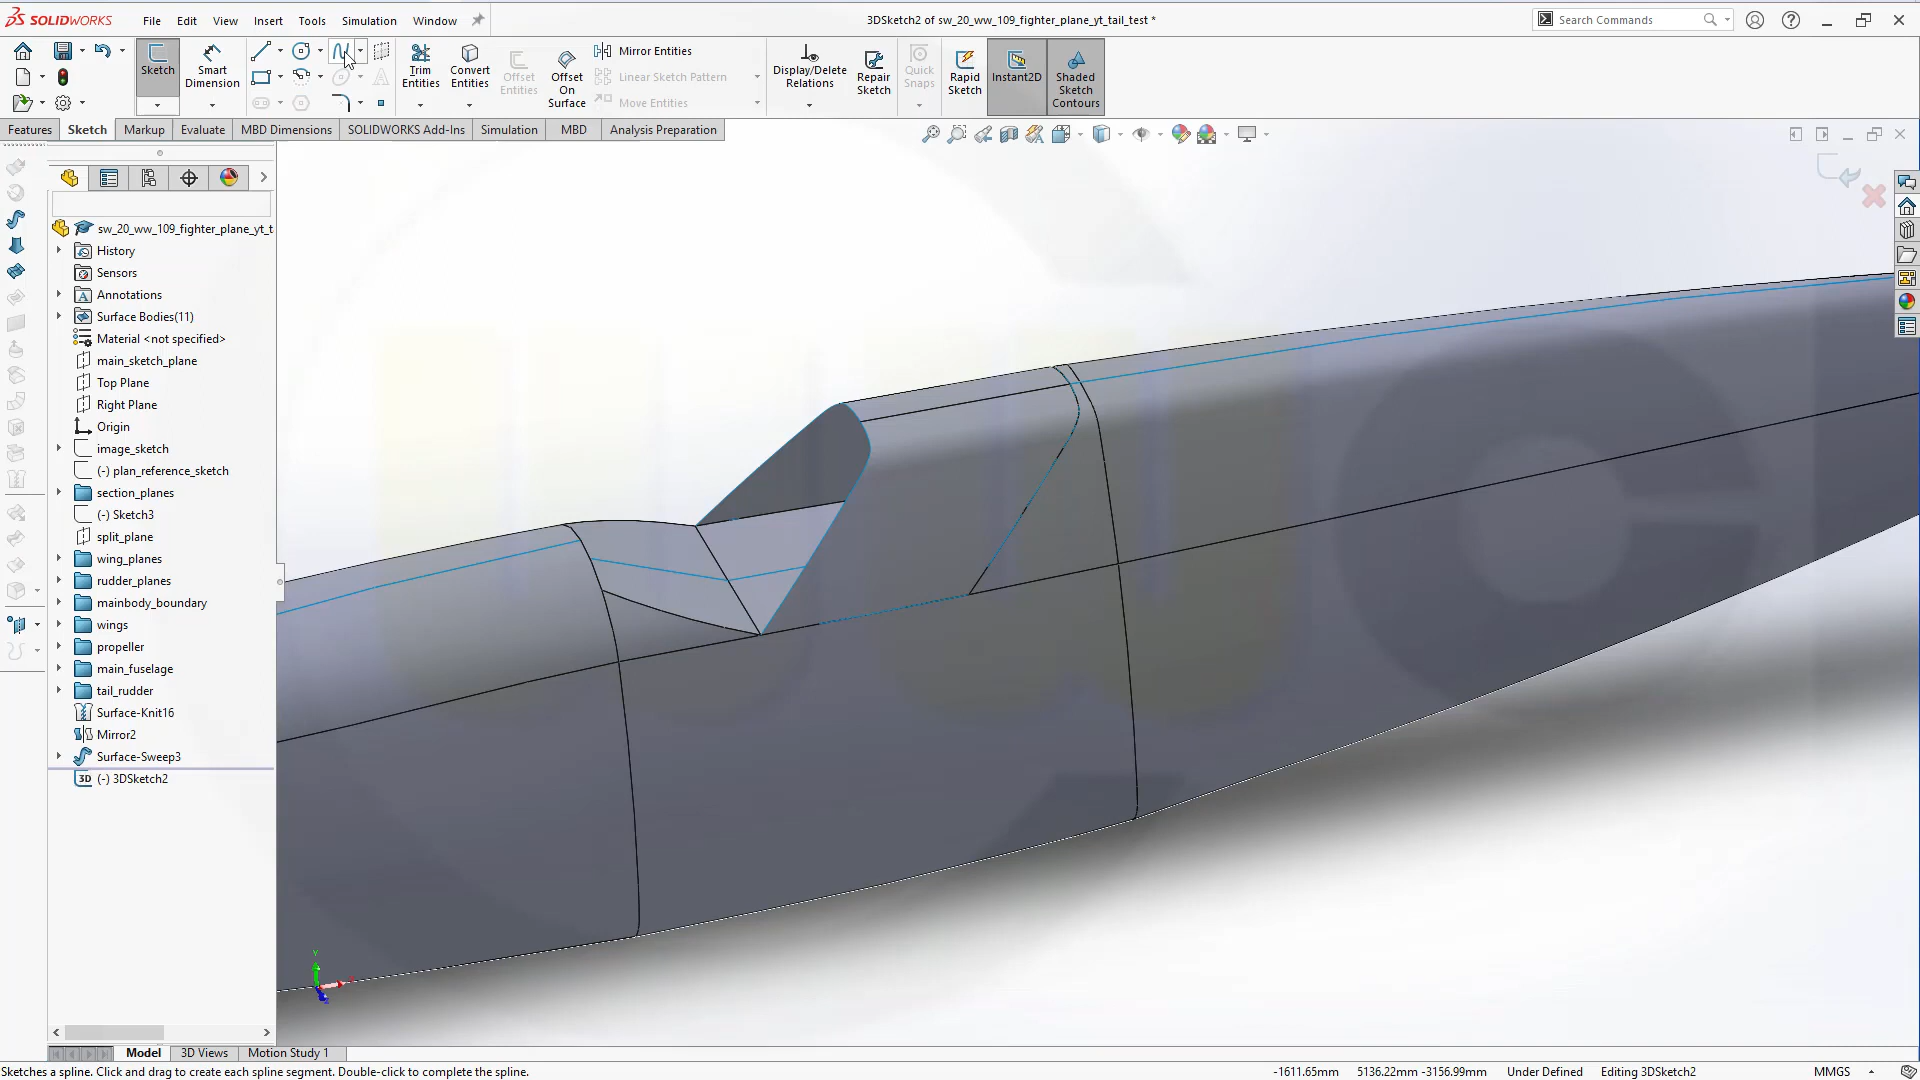 SOLIDWORKS
File Edit View Insert Tools Simulation Window
3DSketch2 of sw_20_ww_109_fighter_plane_yt_tail_test *
Search Commands
Sketch
Smart Dimension
Trim Entities
Convert Entities
Offset Entities
Offset On Surface
Mirror Entities
Linear Sketch Pattern
Move Entities
Display/Delete Relations
Repair Sketch
Quick Snaps
Rapid Sketch
Instant2D
Shaded Sketch Contours
Features Sketch Markup Evaluate MBD Dimensions SOLIDWORKS Add-Ins Simulation MBD Analysis Preparation
sw_20_ww_109_fighter_plane_yt_t
History
Sensors
Annotations
Surface Bodies(11)
Material <not specified>
main_sketch_plane
Top Plane
Right Plane
Origin
image_sketch
(-) plan_reference_sketch
section_planes
(-) Sketch3
split_plane
wing_planes
rudder_planes
mainbody_boundary
wings
propeller
main_fuselage
tail_rudder
Surface-Knit16
Mirror2
Surface-Sweep3
3D (-) 3DSketch2
Y
Model 3D Views Motion Study 1
Sketches a spline. Click and drag to create each spline segment. Double-click to complete the spline.
-1611.65mm 5136.22mm -3156.99mm Under Defined Editing 3DSketch2 MMGS